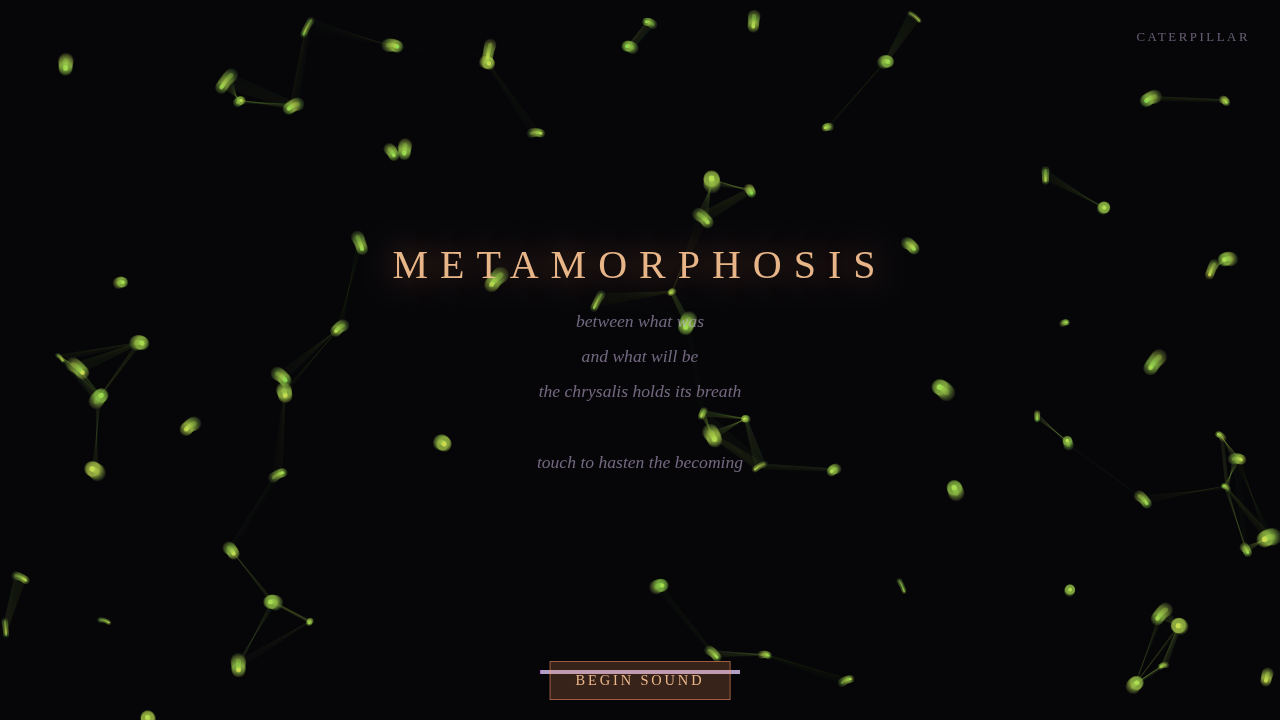 CATERPILLAR
METAMORPHOSIS
between what was
and what will be
the chrysalis holds its breath
touch to hasten the becoming
BEGIN SOUND